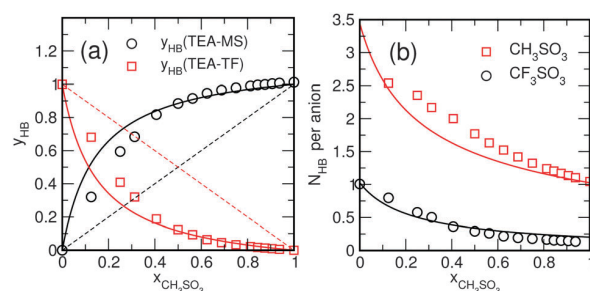 (a)
y_HB(TEA-MS)
y_HB(TEA-TF)
1.2
1
0.8
0.6
0.4
0.2
0
y_HB
0 0.2 0.4 0.6 0.8 1
x_CH3SO3
(b)
CH3SO3
CF3SO3
3.5
3
2.5
2
1.5
1
0.5
0
N_HB per anion
0 0.2 0.4 0.6 0.8 1
x_CH3SO3